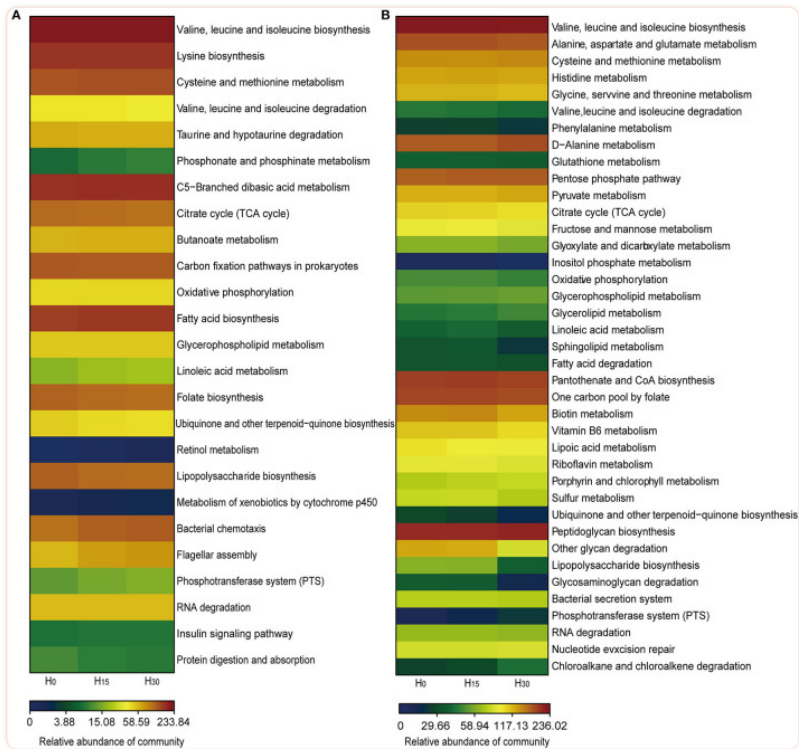 A
Valine, leucine and isoleucine biosynthesis
Lysine biosynthesis
Cysteine and methionine metabolism
Valine, leucine and isoleucine degradation
Taurine and hypotaurine degradation
Phosphonate and phosphinate metabolism
C5-Branched dibasic acid metabolism
Citrate cycle (TCA cycle)
Butanoate metabolism
Carbon fixation pathways in prokaryotes
Oxidative phosphorylation
Fatty acid biosynthesis
Glycerophospholipid metabolism
Linoleic acid metabolism
Folate biosynthesis
Ubiquinone and other terpenoid-quinone biosynthesis
Retinol metabolism
Lipopolysaccharide biosynthesis
Metabolism of xenobiotics by cytochrome p450
Bacterial chemotaxis
Flagellar assembly
Phosphotransferase system (PTS)
RNA degradation
Insulin signaling pathway
Protein digestion and absorption
H0 H15 H30
0 3.88 15.08 58.59 233.84
Relative abundance of community
B
Valine, leucine and isoleucine biosynthesis
Alanine, aspartate and glutamate metabolism
Cysteine and methionine metabolism
Histidine metabolism
Glycine, servvine and threonine metabolism
Valine,leucine and isoleucine degradation
Phenylalanine metabolism
D-Alanine metabolism
Glutathione metabolism
Pentose phosphate pathway
Pyruvate metabolism
Citrate cycle (TCA cycle)
Fructose and mannose metabolism
Glyoxylate and dicarboxylate metabolism
Inositol phosphate metabolism
Oxidative phosphorylation
Glycerophospholipid metabolism
Glycerolipid metabolism
Linoleic acid metabolism
Sphingolipid metabolism
Fatty acid degradation
Pantothenate and CoA biosynthesis
One carbon pool by folate
Biotin metabolism
Vitamin B6 metabolism
Lipoic acid metabolism
Riboflavin metabolism
Porphyrin and chlorophyll metabolism
Sulfur metabolism
Ubiquinone and other terpenoid-quinone biosynthesis
Peptidoglycan biosynthesis
Other glycan degradation
Lipopolysaccharide biosynthesis
Glycosaminoglycan degradation
Bacterial secretion system
Phosphotransferase system (PTS)
RNA degradation
Nucleotide evxcision repair
Chloroalkane and chloroalkene degradation
H0 H15 H30
0 29.66 58.94 117.13 236.02
Relative abundance of community